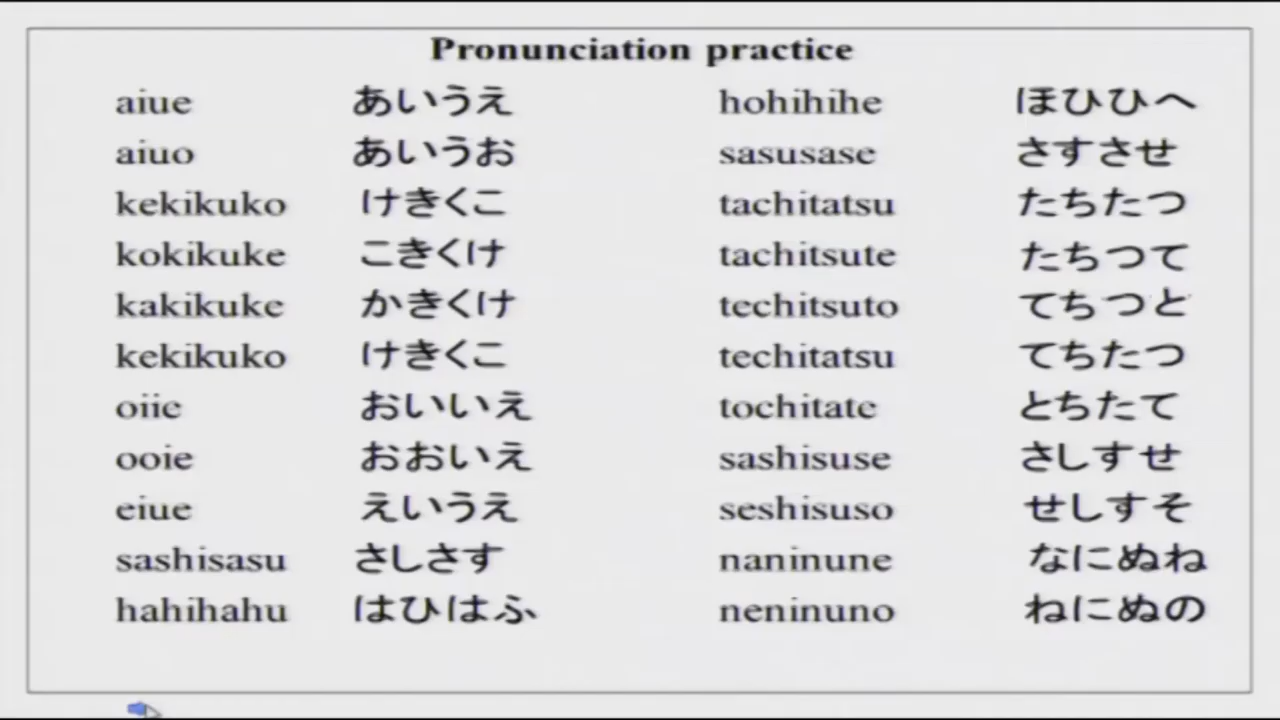 Pronunciation practice
aiue あいうえ hohihihe ほひひへ
aiuo あいうお sasusase さすさせ
kekikuko けきくこ tachitatsu たちたつ
kokikuke こきくけ tachitsute たちつて
kakikuke かきくけ techitsuto てちつと
kekikuko けきくこ techitatsu てちたつ
oiie おいいえ tochitate とちたて
ooie おおいえ sashisuse さしすせ
eiue えいうえ seshisuso せしすそ
sashisasu さしさす naninune なにぬね
hahihahu はひはふ neninuno ねにぬの